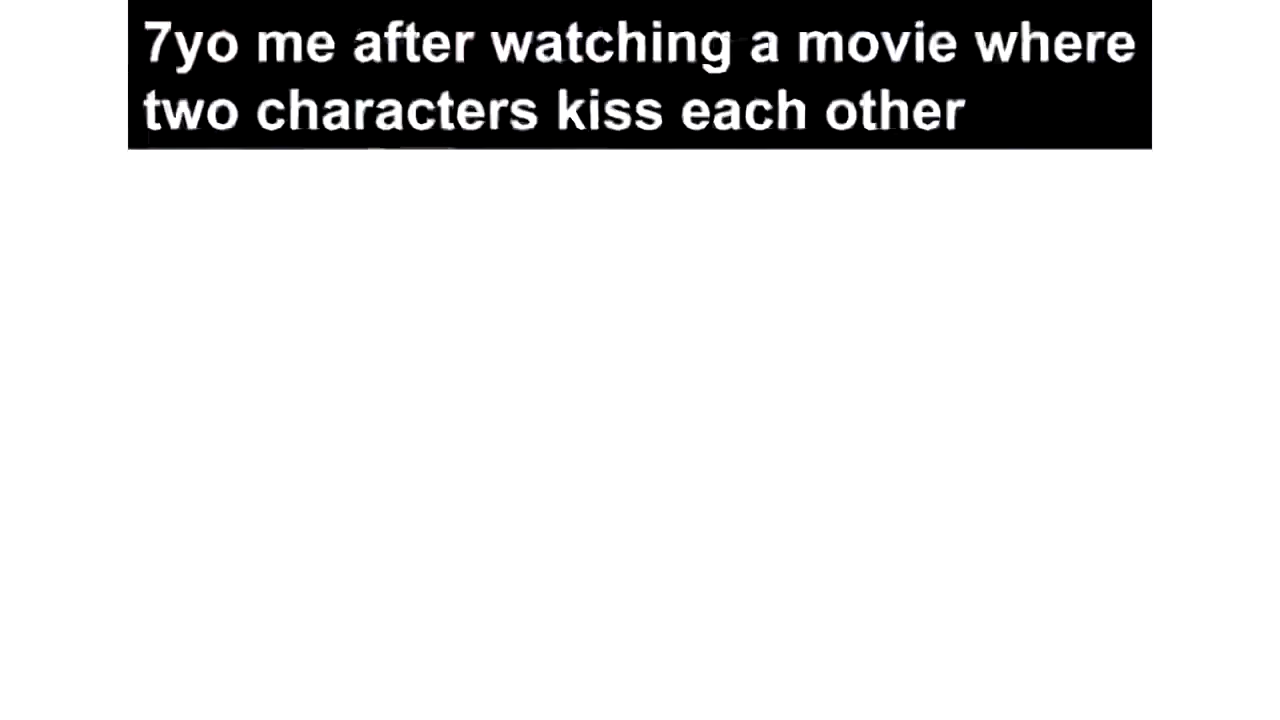 7yo me after watching a movie where
two characters kiss each other